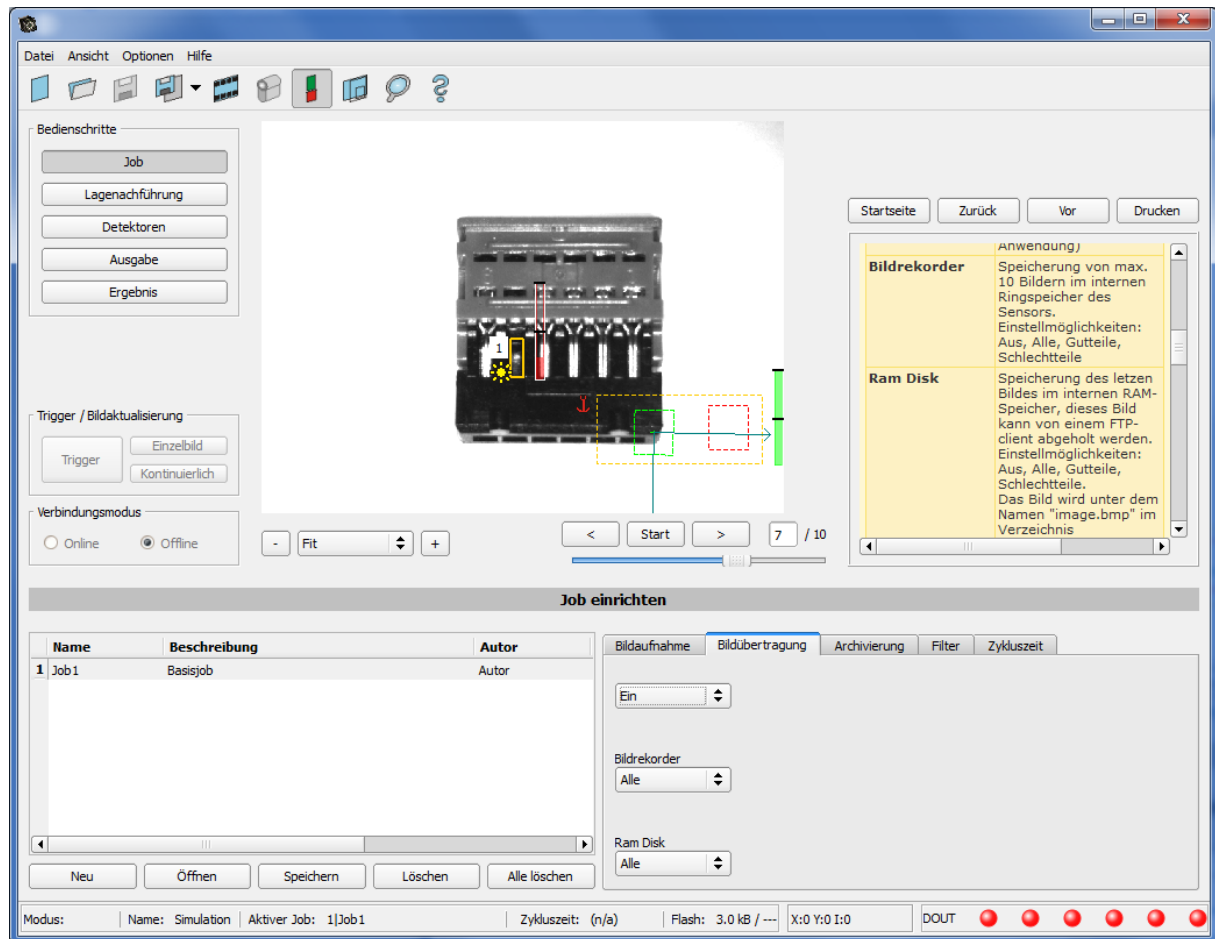 Datei Ansicht Optionen Hilfe
Bedienschritte
Job
Lagenachführung
Detektoren
Ausgabe
Ergebnis
Trigger / Bildaktualisierung
Trigger
Einzelbild
Kontinuierlich
Verbindungsmodus
Online
Offline
1
- Fit +
< Start > 7 / 10
Startseite Zurück Vor Drucken
Anwendung)
Bildrekorder
Speicherung von max.
10 Bildern im internen
Ringspeicher des
Sensors.
Einstellmöglichkeiten:
Aus, Alle, Gutteile,
Schlechtteile
Ram Disk
Speicherung des letzen
Bildes im internen RAM-
Speicher, dieses Bild
kann von einem FTP-
client abgeholt werden.
Einstellmöglichkeiten:
Aus, Alle, Gutteile,
Schlechtteile.
Das Bild wird unter dem
Namen "image.bmp" im
Verzeichnis
Job einrichten
Name Beschreibung Autor
1 Job1 Basisjob Autor
Neu Öffnen Speichern Löschen Alle löschen
Bildaufnahme Bildübertragung Archivierung Filter Zykluszeit
Ein
Bildrekorder
Alle
Ram Disk
Alle
Modus: Name: Simulation Aktiver Job: 1|Job1 Zykluszeit: (n/a) Flash: 3.0 kB / --- X:0 Y:0 I:0 DOUT